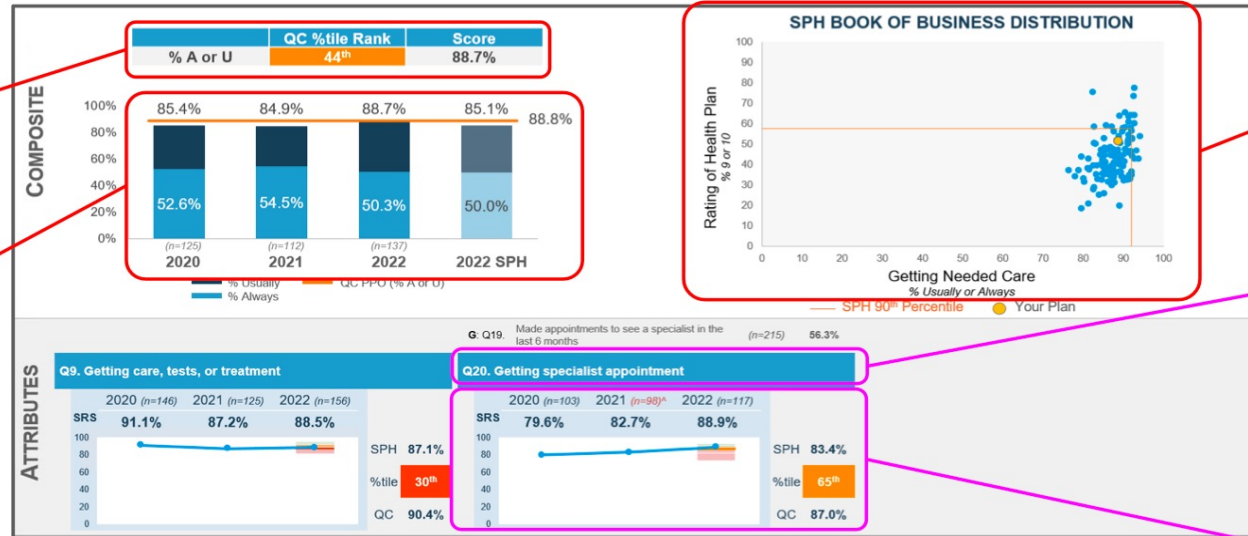 QC %tile Rank Score
% A or U 44th 88.7%
COMPOSITE
100%
80%
60%
40%
20%
0%
85.4% 84.9% 88.7% 85.1%
88.8%
52.6% 54.5% 50.3% 50.0%
(n=125) (n=112) (n=137)
2020 2021 2022 2022 SPH
% Usually QC PPO (% A or U)
% Always
SPH BOOK OF BUSINESS DISTRIBUTION
Rating of Health Plan
% 9 or 10
100
90
80
70
60
50
40
30
20
10
0
0 10 20 30 40 50 60 70 80 90 100
Getting Needed Care
% Usually or Always
SPH 90th Percentile Your Plan
ATTRIBUTES
G: Q19. Made appointments to see a specialist in the
last 6 months
(n=215) 56.3%
Q9. Getting care, tests, or treatment
2020 (n=146) 2021 (n=125) 2022 (n=156)
SRS 91.1% 87.2% 88.5%
100
80
60
40
20
0
SPH 87.1%
%tile 30th
QC 90.4%
Q20. Getting specialist appointment
2020 (n=103) 2021 (n=98)^ 2022 (n=117)
SRS 79.6% 82.7% 88.9%
100
80
60
40
20
0
SPH 83.4%
%tile 65th
QC 87.0%